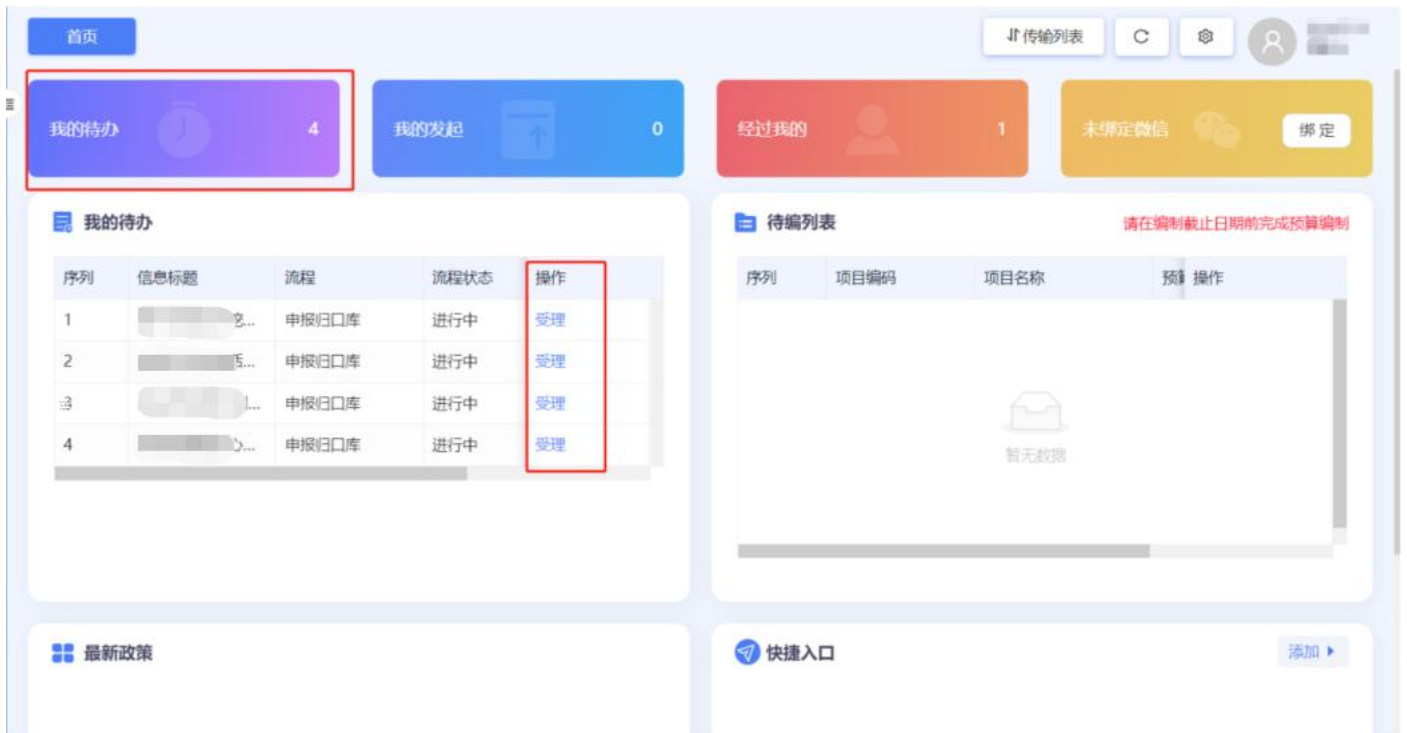 首页 传输列表
我的待办 4 我的发起 0 经过我的 1 未绑定微信 绑定
我的待办
序列 信息标题 流程 流程状态 操作
1 ... 申报归口库 进行中 受理
2 ... 申报归口库 进行中 受理
3 ... 申报归口库 进行中 受理
4 心... 申报归口库 进行中 受理
待编列表 请在编制截止日期前完成预算编制
序列 项目编码 项目名称 预算 操作
暂无数据
最新政策
快捷入口 添加